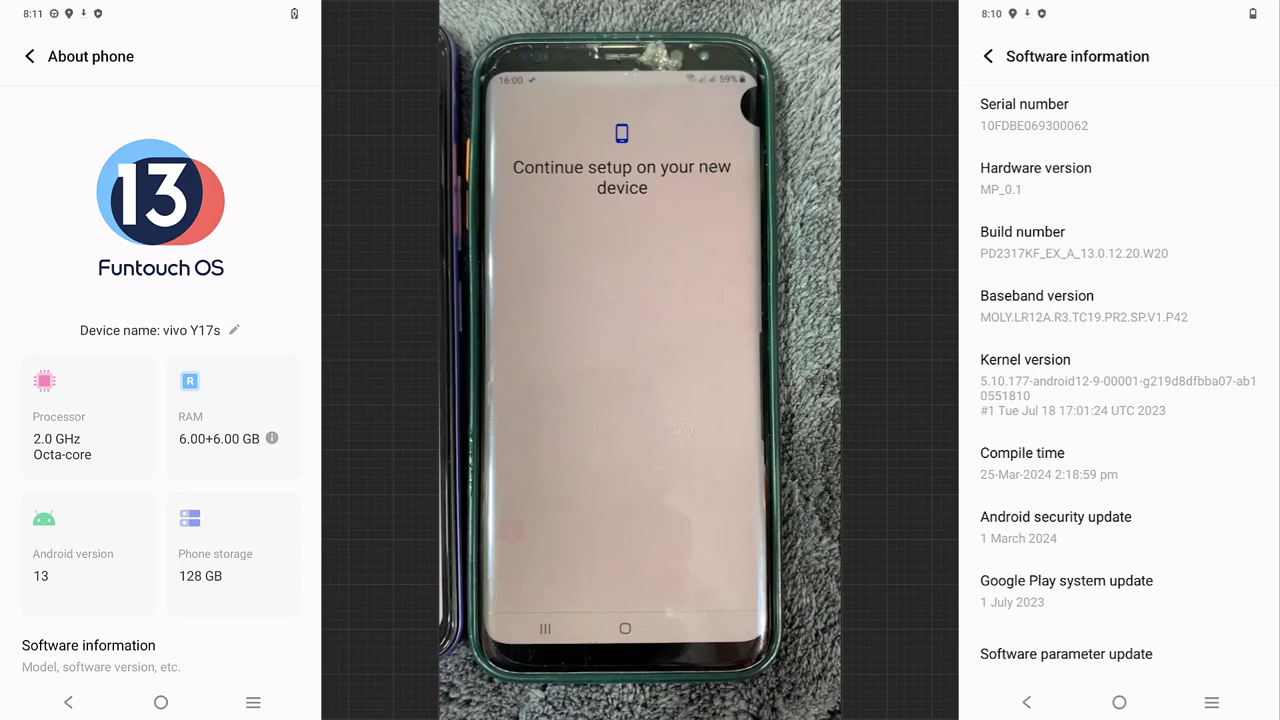 8:11
About phone
13
Funtouch OS
Device name: vivo Y17s
R
Processor
2.0 GHz
Octa-core
RAM
6.00+6.00 GB
Android version
13
Phone storage
128 GB
Software information
Model, software version, etc.
16:00
59%
Continue setup on your new
device
8:10
Software information
Serial number
10FDBE069300062
Hardware version
MP_0.1
Build number
PD2317KF_EX_A_13.0.12.20.W20
Baseband version
MOLY.LR12A.R3.TC19.PR2.SP.V1.P42
Kernel version
5.10.177-android12-9-00001-g219d8dfbba07-ab1
0551810
#1 Tue Jul 18 17:01:24 UTC 2023
Compile time
25-Mar-2024 2:18:59 pm
Android security update
1 March 2024
Google Play system update
1 July 2023
Software parameter update